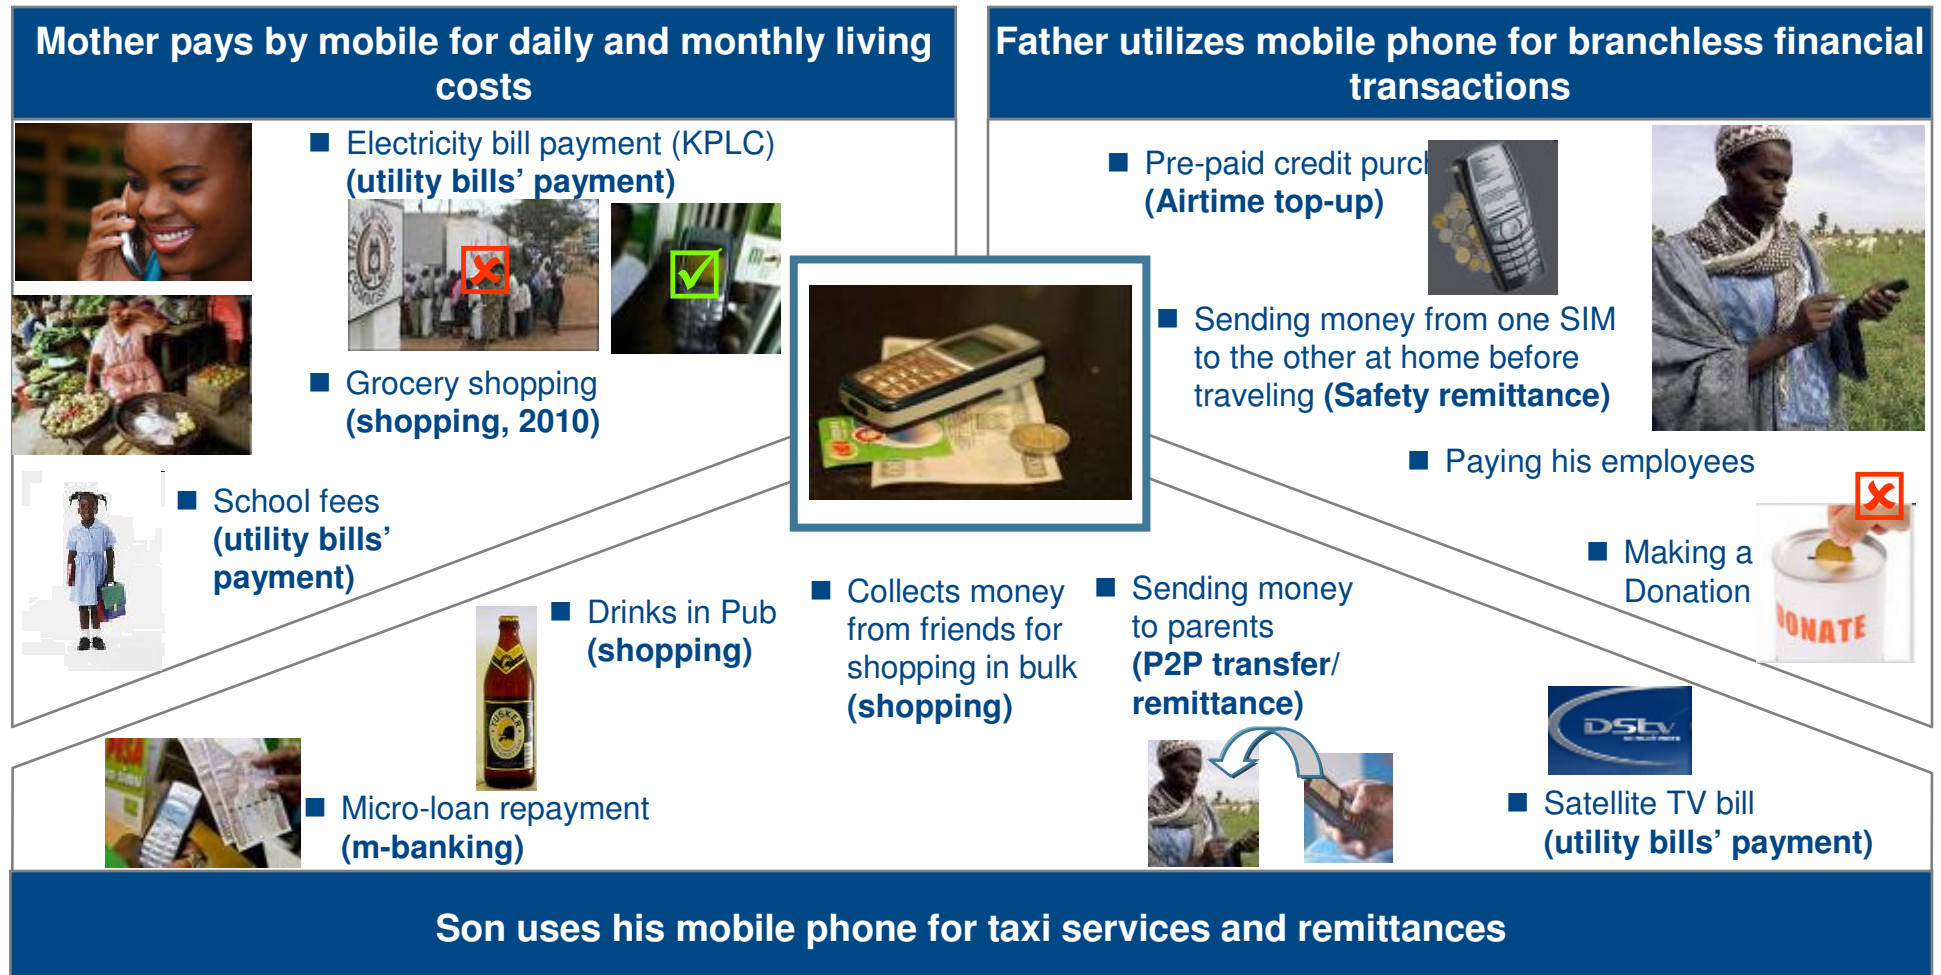 Mother pays by mobile for daily and monthly living
costs
Father utilizes mobile phone for branchless financial
transactions
Electricity bill payment (KPLC)
(utility bills’ payment)
Grocery shopping
(shopping, 2010)
School fees
(utility bills’
payment)
Pre-paid credit purch
(Airtime top-up)
Sending money from one SIM
to the other at home before
traveling (Safety remittance)
Paying his employees
Making a
Donation
DONATE
Drinks in Pub
(shopping)
TUSKER
Collects money
from friends for
shopping in bulk
(shopping)
Sending money
to parents
(P2P transfer/
remittance)
DStv
Satellite TV bill
(utility bills’ payment)
PESA
Micro-loan repayment
(m-banking)
Son uses his mobile phone for taxi services and remittances